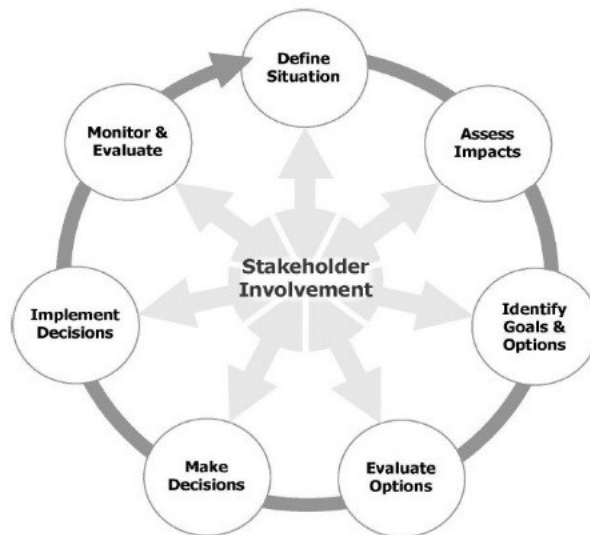 Define
Situation
Assess
Impacts
Identify
Goals &
Options
Evaluate
Options
Make
Decisions
Implement
Decisions
Monitor &
Evaluate
Stakeholder
Involvement